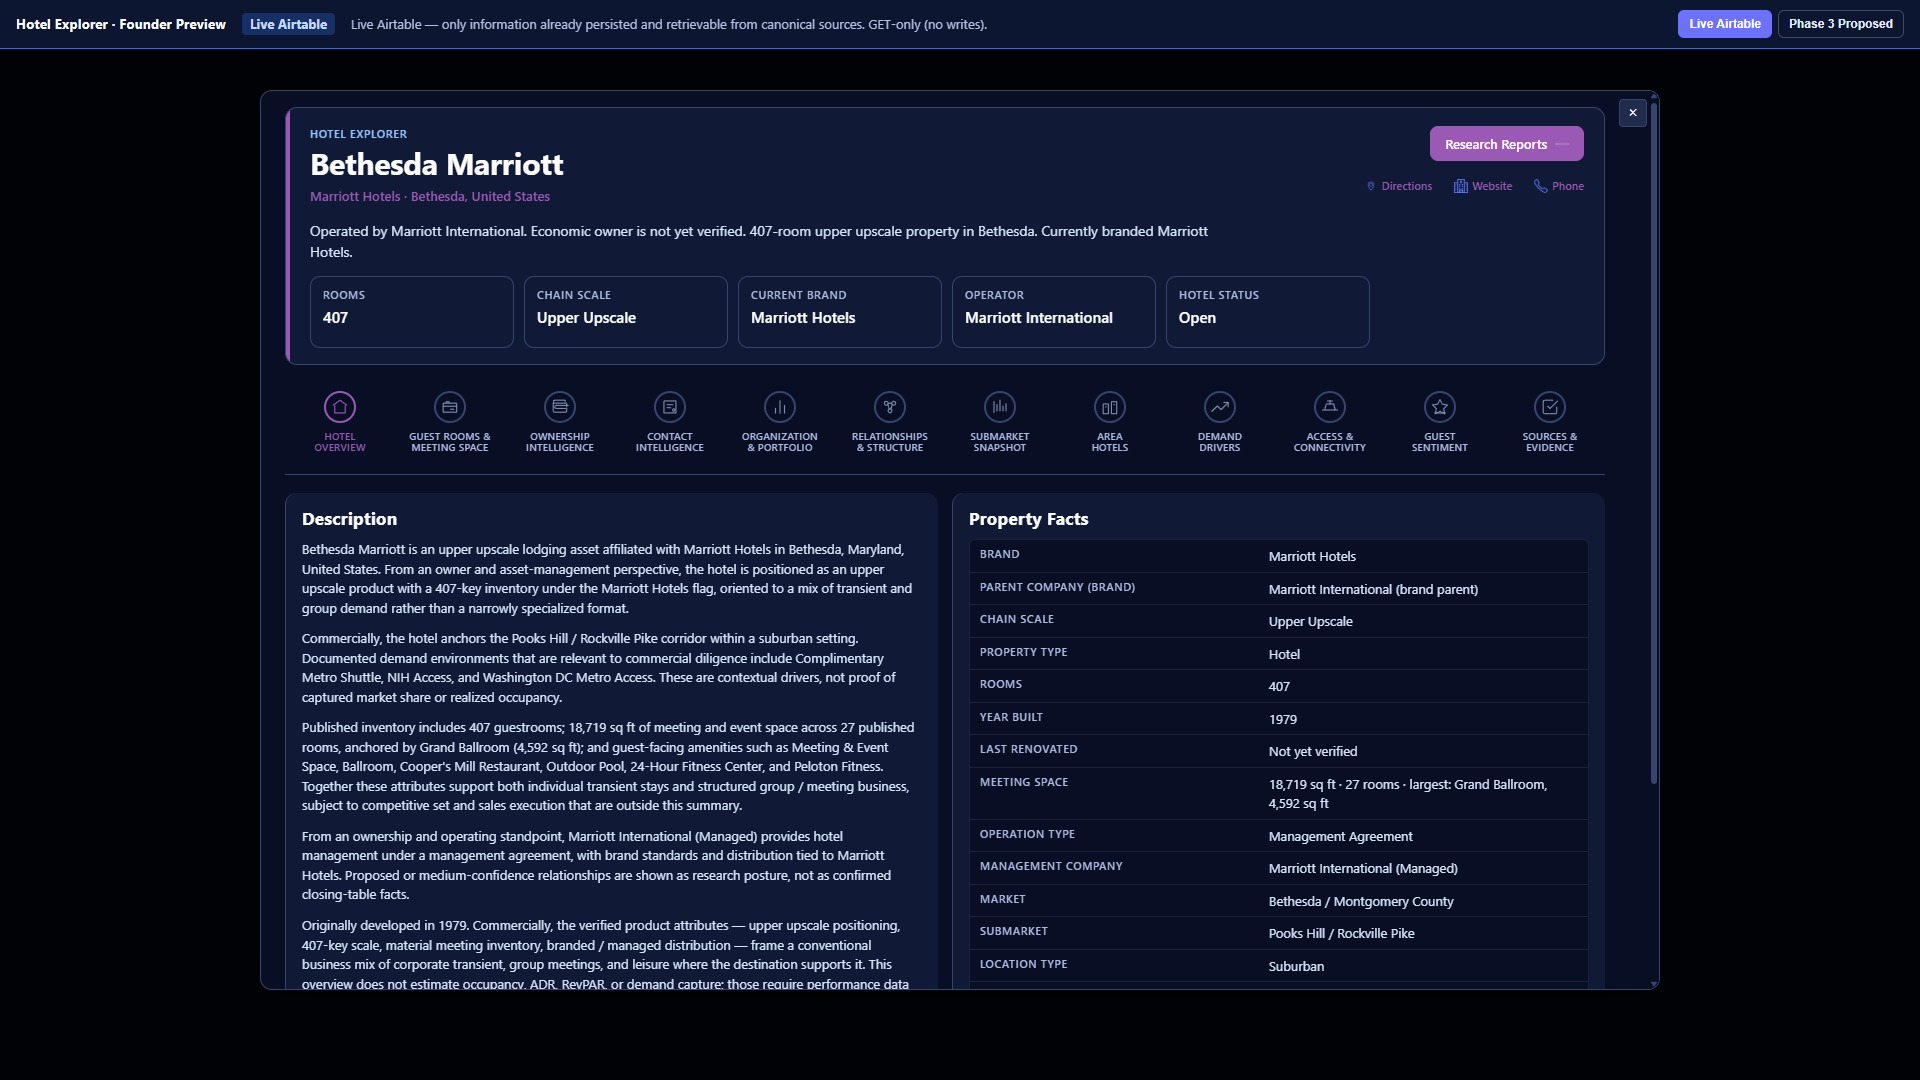 Hotel Explorer · Founder Preview
Live Airtable
Live Airtable — only information already persisted and retrievable from canonical sources. GET-only (no writes).
Live Airtable
Phase 3 Proposed
×
HOTEL EXPLORER
Bethesda Marriott
Marriott Hotels · Bethesda, United States
Research Reports —
Directions
Website
Phone
Operated by Marriott International. Economic owner is not yet verified. 407-room upper upscale property in Bethesda. Currently branded Marriott
Hotels.
ROOMS
407
CHAIN SCALE
Upper Upscale
CURRENT BRAND
Marriott Hotels
OPERATOR
Marriott International
HOTEL STATUS
Open
HOTEL
OVERVIEW
GUEST ROOMS &
MEETING SPACE
OWNERSHIP
INTELLIGENCE
CONTACT
INTELLIGENCE
ORGANIZATION
& PORTFOLIO
RELATIONSHIPS
& STRUCTURE
SUBMARKET
SNAPSHOT
AREA
HOTELS
DEMAND
DRIVERS
ACCESS &
CONNECTIVITY
GUEST
SENTIMENT
SOURCES &
EVIDENCE
Description
Bethesda Marriott is an upper upscale lodging asset affiliated with Marriott Hotels in Bethesda, Maryland,
United States. From an owner and asset-management perspective, the hotel is positioned as an upper
upscale product with a 407-key inventory under the Marriott Hotels flag, oriented to a mix of transient and
group demand rather than a narrowly specialized format.
Commercially, the hotel anchors the Pooks Hill / Rockville Pike corridor within a suburban setting.
Documented demand environments that are relevant to commercial diligence include Complimentary
Metro Shuttle, NIH Access, and Washington DC Metro Access. These are contextual drivers, not proof of
captured market share or realized occupancy.
Published inventory includes 407 guestrooms; 18,719 sq ft of meeting and event space across 27 published
rooms, anchored by Grand Ballroom (4,592 sq ft); and guest-facing amenities such as Meeting & Event
Space, Ballroom, Cooper's Mill Restaurant, Outdoor Pool, 24-Hour Fitness Center, and Peloton Fitness.
Together these attributes support both individual transient stays and structured group / meeting business,
subject to competitive set and sales execution that are outside this summary.
From an ownership and operating standpoint, Marriott International (Managed) provides hotel
management under a management agreement, with brand standards and distribution tied to Marriott
Hotels. Proposed or medium-confidence relationships are shown as research posture, not as confirmed
closing-table facts.
Originally developed in 1979. Commercially, the verified product attributes — upper upscale positioning,
407-key scale, material meeting inventory, branded / managed distribution — frame a conventional
business mix of corporate transient, group meetings, and leisure where the destination supports it. This
overview does not estimate occupancy, ADR, RevPAR, or demand capture; those require performance data
Property Facts
BRAND
Marriott Hotels
PARENT COMPANY (BRAND)
Marriott International (brand parent)
CHAIN SCALE
Upper Upscale
PROPERTY TYPE
Hotel
ROOMS
407
YEAR BUILT
1979
LAST RENOVATED
Not yet verified
MEETING SPACE
18,719 sq ft · 27 rooms · largest: Grand Ballroom,
4,592 sq ft
OPERATION TYPE
Management Agreement
MANAGEMENT COMPANY
Marriott International (Managed)
MARKET
Bethesda / Montgomery County
SUBMARKET
Pooks Hill / Rockville Pike
LOCATION TYPE
Suburban